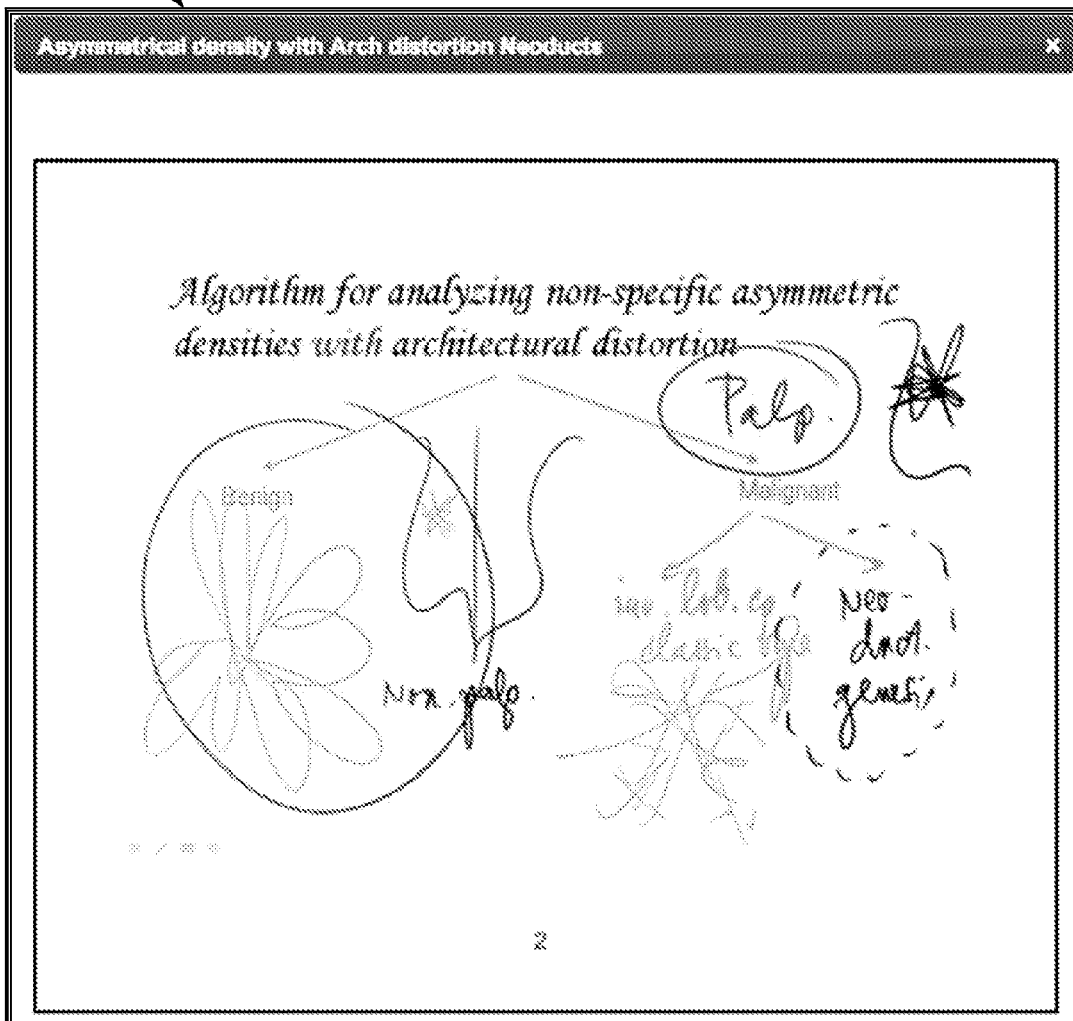 Asymmetrical density with Arch distortion Neoducts
×
Algorithm for analyzing non-specific asymmetric
densities with architectural distortion
Palp.
Benign
Malignant
Neo-
duct.
Non-palp.
2